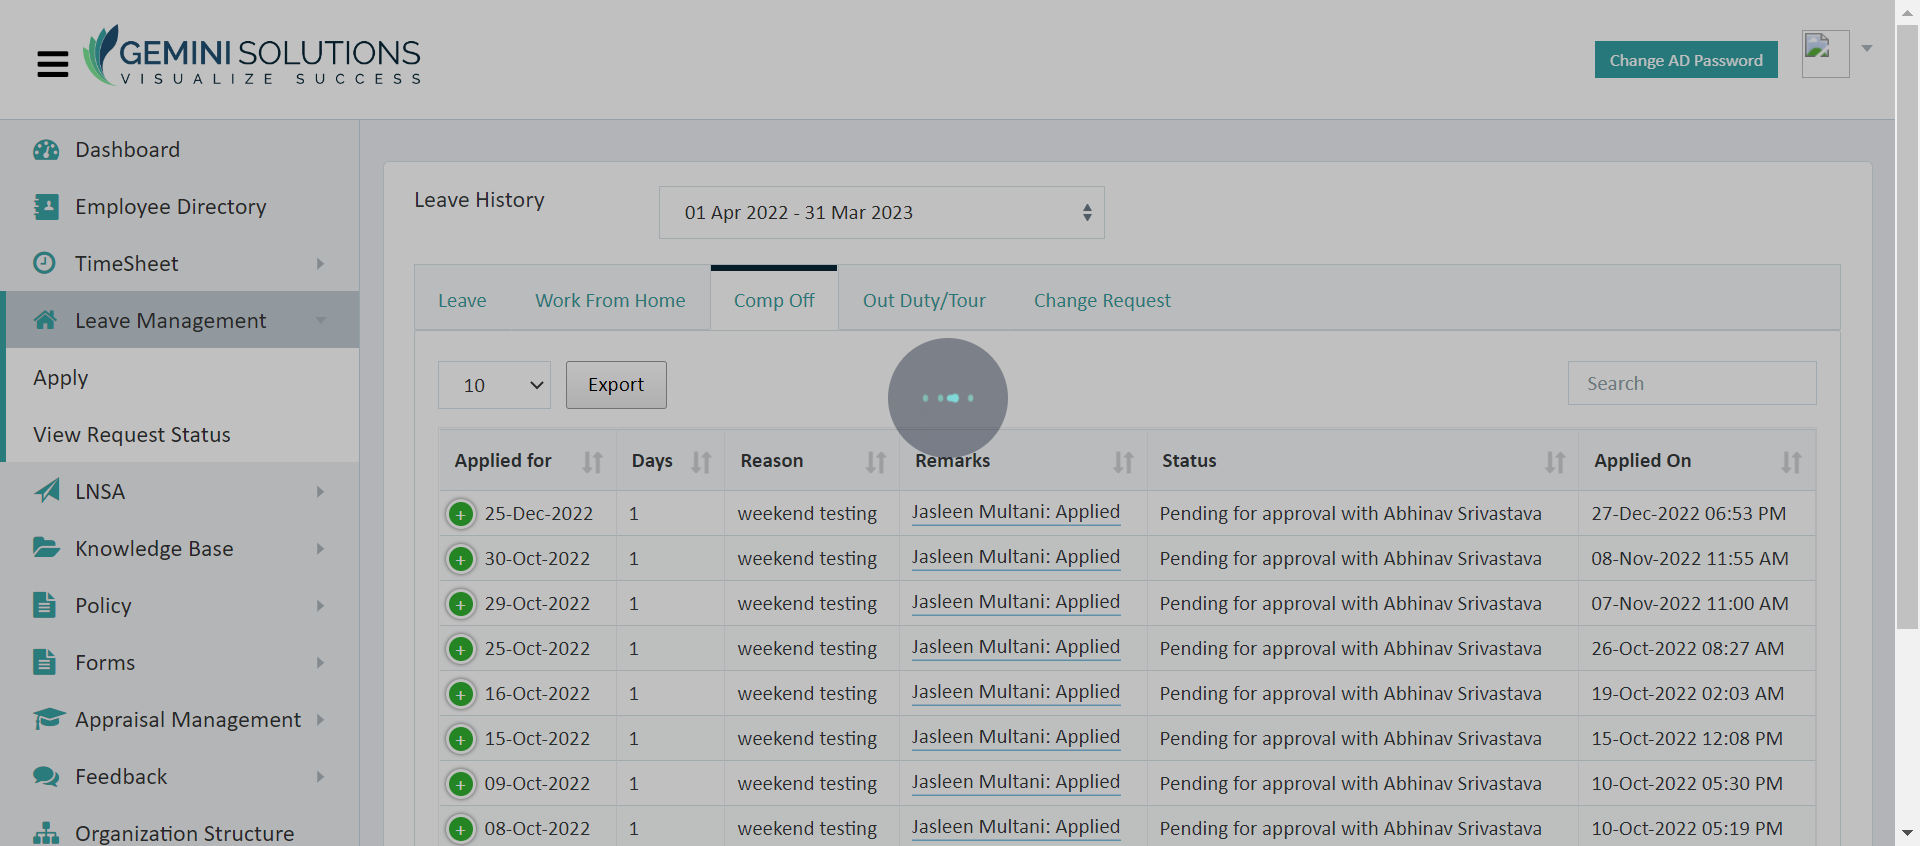 GEMINI SOLUTIONS
VISUALIZE SUCCESS
Change AD Password
Dashboard
Employee Directory
TimeSheet
Leave Management
Apply
View Request Status
LNSA
Knowledge Base
Policy
Forms
Appraisal Management
Feedback
Organization Structure
Leave History
01 Apr 2022 - 31 Mar 2023
Leave Work From Home Comp Off Out Duty/Tour Change Request
10 Export Search
Applied for Days Reason Remarks Status Applied On
25-Dec-2022 1 weekend testing Jasleen Multani: Applied Pending for approval with Abhinav Srivastava 27-Dec-2022 06:53 PM
30-Oct-2022 1 weekend testing Jasleen Multani: Applied Pending for approval with Abhinav Srivastava 08-Nov-2022 11:55 AM
29-Oct-2022 1 weekend testing Jasleen Multani: Applied Pending for approval with Abhinav Srivastava 07-Nov-2022 11:00 AM
25-Oct-2022 1 weekend testing Jasleen Multani: Applied Pending for approval with Abhinav Srivastava 26-Oct-2022 08:27 AM
16-Oct-2022 1 weekend testing Jasleen Multani: Applied Pending for approval with Abhinav Srivastava 19-Oct-2022 02:03 AM
15-Oct-2022 1 weekend testing Jasleen Multani: Applied Pending for approval with Abhinav Srivastava 15-Oct-2022 12:08 PM
09-Oct-2022 1 weekend testing Jasleen Multani: Applied Pending for approval with Abhinav Srivastava 10-Oct-2022 05:30 PM
08-Oct-2022 1 weekend testing Jasleen Multani: Applied Pending for approval with Abhinav Srivastava 10-Oct-2022 05:19 PM